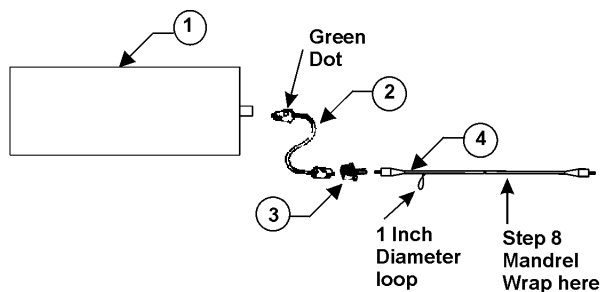 1
Green
Dot
2
4
3
1 Inch
Diameter
loop
Step 8
Mandrel
Wrap here